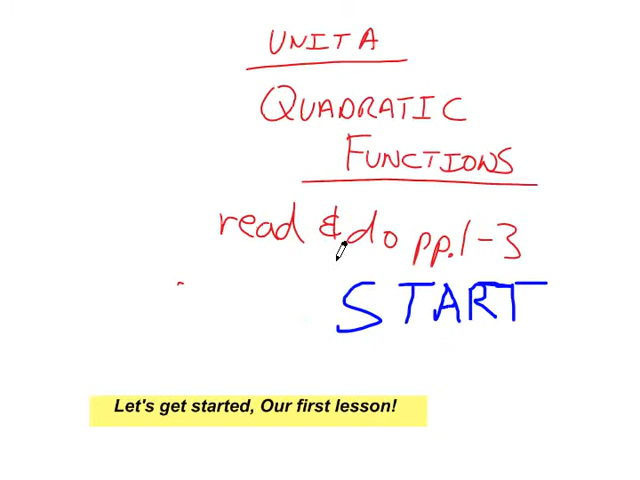 UNIT A
QUADRATIC
FUNCTIONS
read & do pp.1-3
START
Let's get started, Our first lesson!